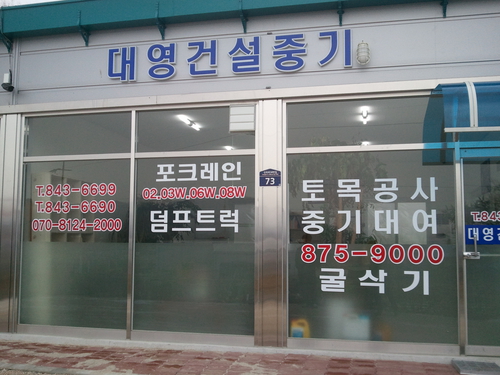 대영건설중기
T.843-6699
T.843-6690
070-8124-2000
포크레인
02.03W.06W.08W
덤프트럭
73
토목공사
중기대여
875-9000
굴삭기
T.843
대영건